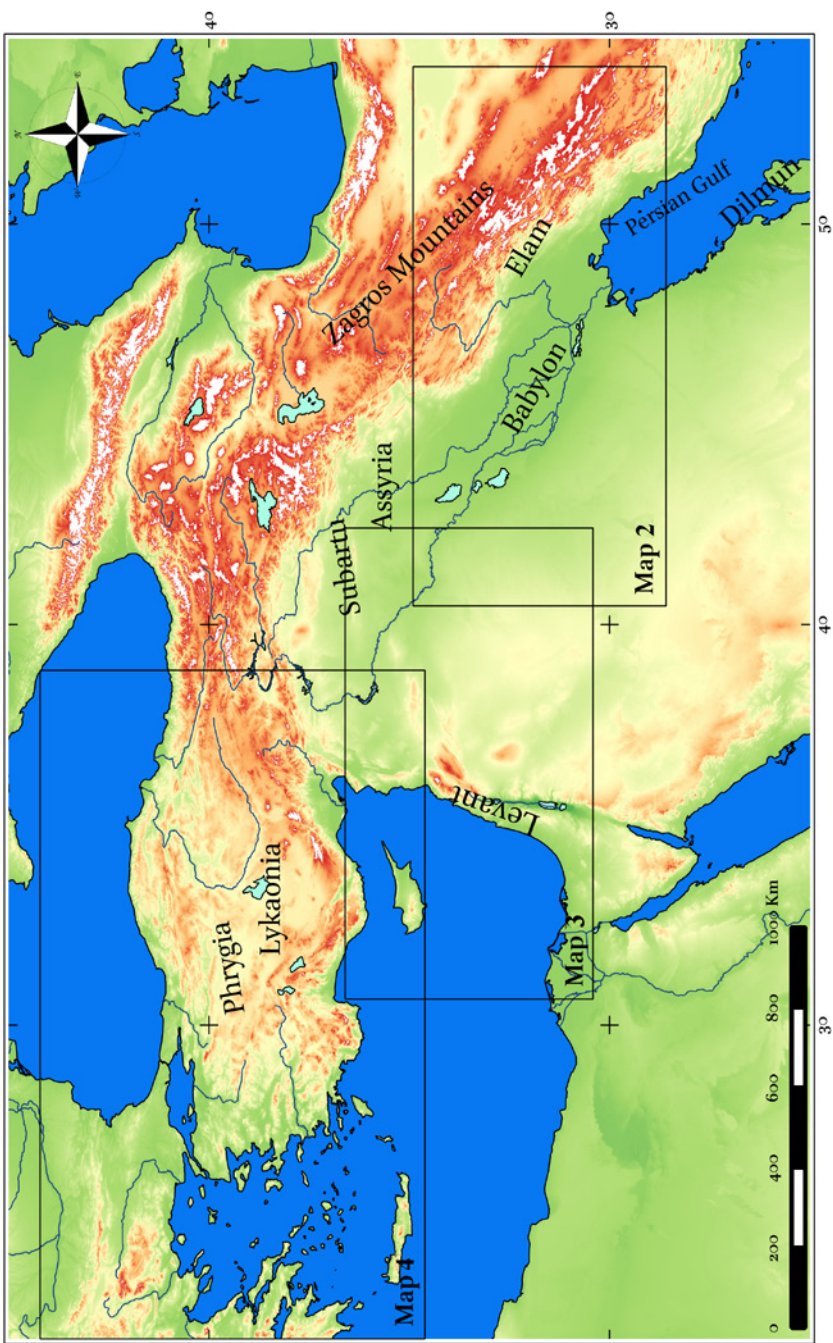 40
Phrygia
Lykaonia
Subartu
Assyria
Zagros Mountains
Map 4
Levant
Babylon
Elam
Map 3
30
Map 2
Persian Gulf
Dilmun
0 200 400 600 800 1000 Km
30 40 50